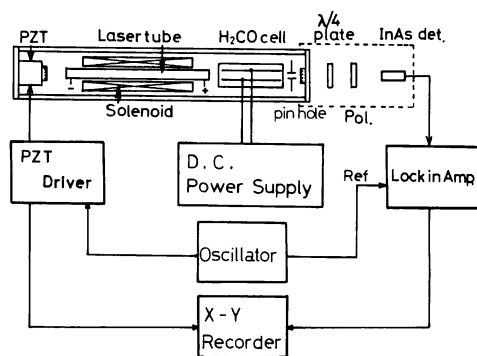 PZT
Laser tube
H₂CO cell
λ/4
plate
InAs det.
-
+
Solenoid
pin hole
Pol.
PZT
Driver
D. C.
Power Supply
Ref
Lock in Amp
Oscillator
X-Y
Recorder